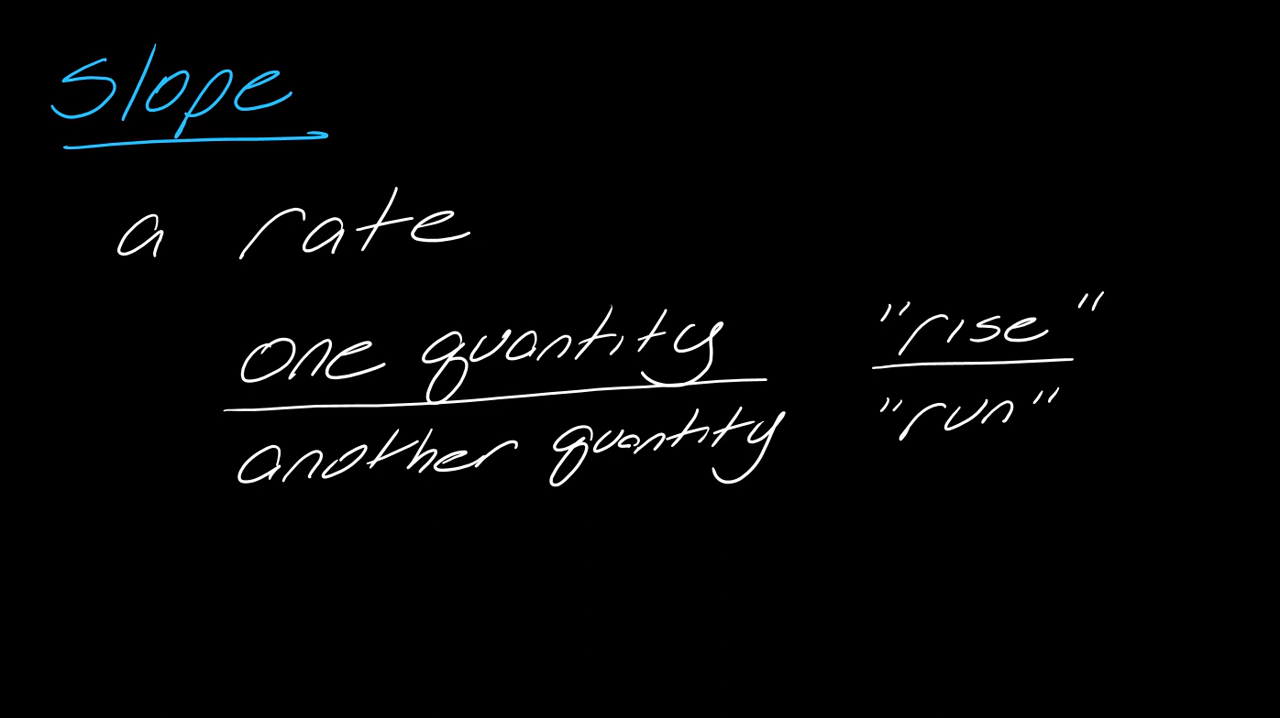 slope
a rate
one quantity "rise"
another quantity "run"